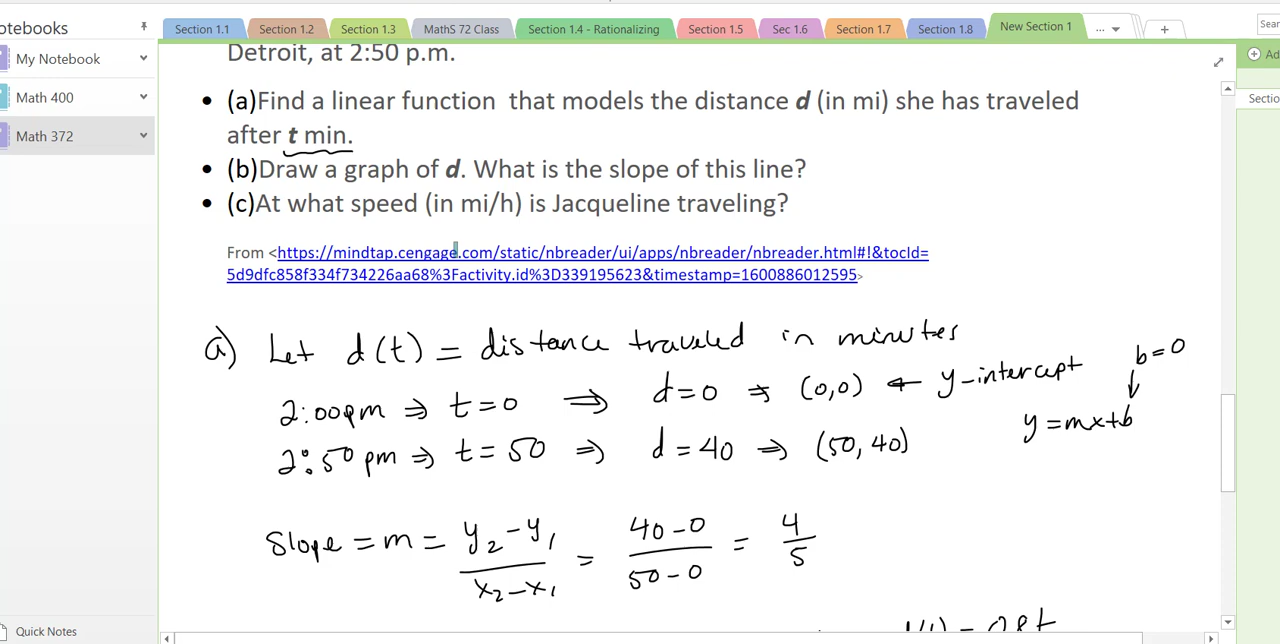 otebooks
Section 1.1
Section 1.2
Section 1.3
MathS 72 Class
Section 1.4 - Rationalizing
Section 1.5
Sec 1.6
Section 1.7
Section 1.8
New Section 1
...
+
Sear
My Notebook
Math 400
Math 372
Ad
Sectio
Detroit, at 2:50 p.m.
• (a)Find a linear function that models the distance d (in mi) she has traveled
after t min.
• (b)Draw a graph of d. What is the slope of this line?
• (c)At what speed (in mi/h) is Jacqueline traveling?
From <https://mindtap.cengage.com/static/nbreader/ui/apps/nbreader/nbreader.html#!&tocId=
5d9dfc858f334f734226aa68%3Factivity.id%3D339195623&timestamp=1600886012595>
a) Let d(t) = distance traveled in minutes
2:00pm ⇒ t=0 ⇒ d=0 ⇒ (0,0) ← y-intercept
b=0
↓
y=mx+b
2:50 pm ⇒ t=50 ⇒ d=40 ⇒ (50,40)
Slope = m = y₂-y₁ / x₂-x₁ = 40-0 / 50-0 = 4/5
Quick Notes